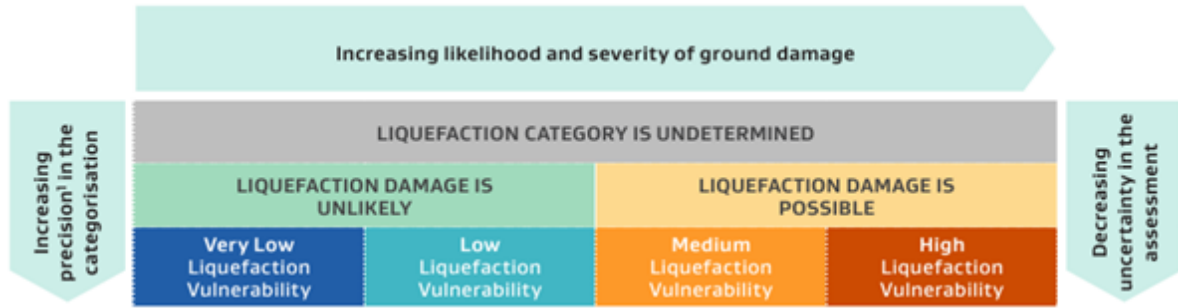 Increasing likelihood and severity of ground damage
Increasing
precision¹ in the
categorisation
LIQUEFACTION CATEGORY IS UNDETERMINED
LIQUEFACTION DAMAGE IS
UNLIKELY
LIQUEFACTION DAMAGE IS
POSSIBLE
Very Low
Liquefaction
Vulnerability
Low
Liquefaction
Vulnerability
Medium
Liquefaction
Vulnerability
High
Liquefaction
Vulnerability
Decreasing
uncertainty in the
assessment